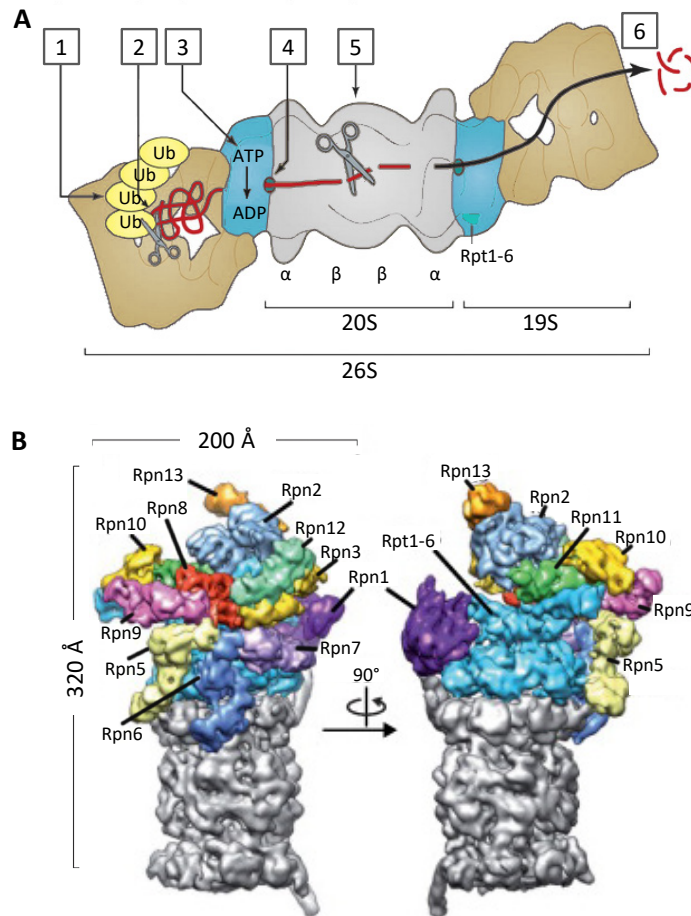 A
1 2 3 4 5 6
Ub
Ub
Ub
Ub
ATP
ADP
Rpt1-6
α β β α
20S 19S
26S
B
200 Å
320 Å
Rpn13
Rpn2
Rpn8
Rpn10
Rpn12
Rpn3
Rpn1
Rpn9
Rpn7
Rpn5
Rpn6
90°
Rpn13
Rpn2
Rpn11
Rpt1-6
Rpn10
Rpn9
Rpn5